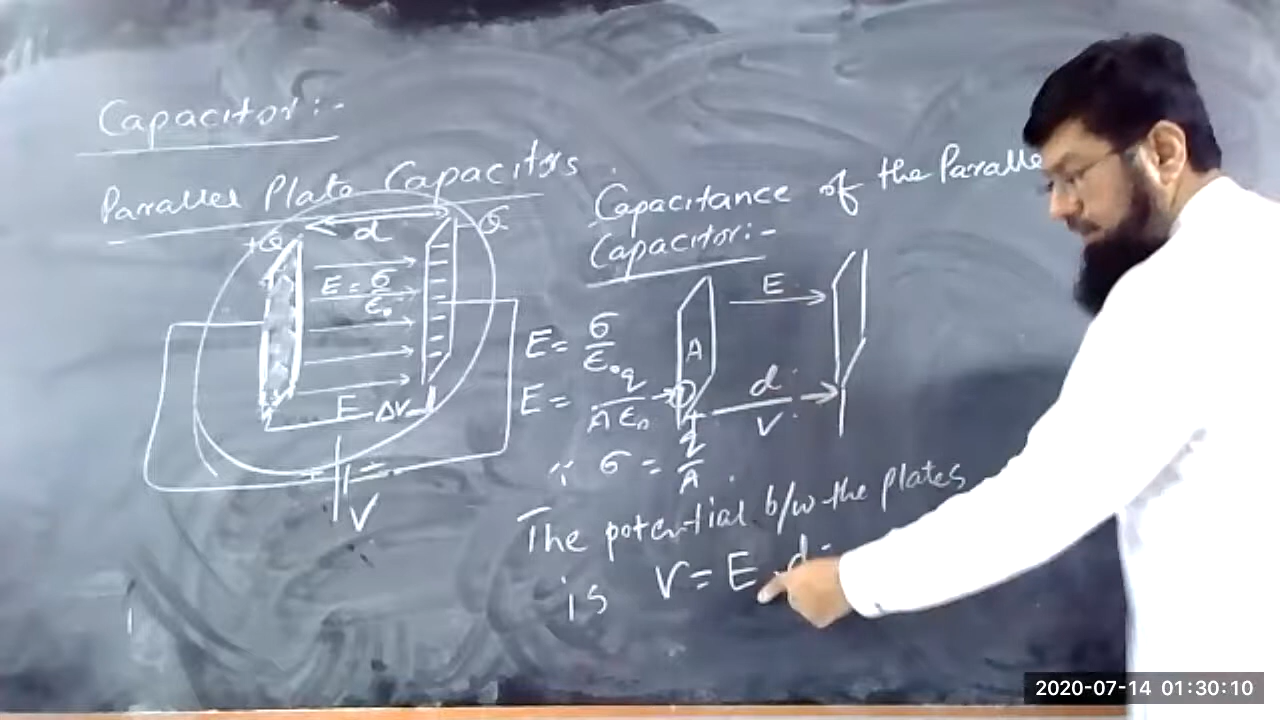 Capacitor:-
Parallel Plate Capacitors
+Q
d
Q
E = σ/ε₀
E
ΔV
V
Capacitance of the Paralle
Capacitor:-
E
E = σ/ε₀
A
E = q/Aε₀
d
V
∵ σ = q/A
The potential b/w the plates
is V = E.d
2020-07-14 01:30:10